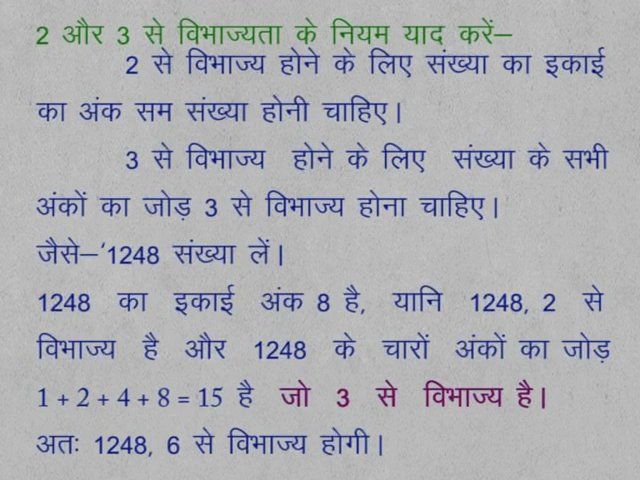 2 और 3 से विभाज्यता के नियम याद करें–
2 से विभाज्य होने के लिए संख्या का इकाई
का अंक सम संख्या होनी चाहिए।
3 से विभाज्य होने के लिए संख्या के सभी
अंकों का जोड़ 3 से विभाज्य होना चाहिए।
जैसे–‘1248 संख्या लें।
1248 का इकाई अंक 8 है, यानि 1248, 2 से
विभाज्य है और 1248 के चारों अंकों का जोड़
1 + 2 + 4 + 8 = 15 है जो 3 से विभाज्य है।
अतः 1248, 6 से विभाज्य होगी।